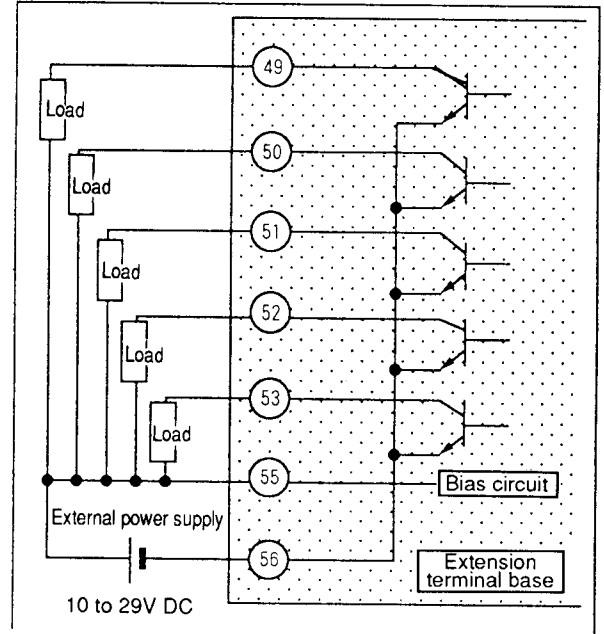 49
Load
50
Load
51
Load
52
Load
53
Load
55
Bias circuit
External power supply
56
Extension
terminal base
10 to 29V DC